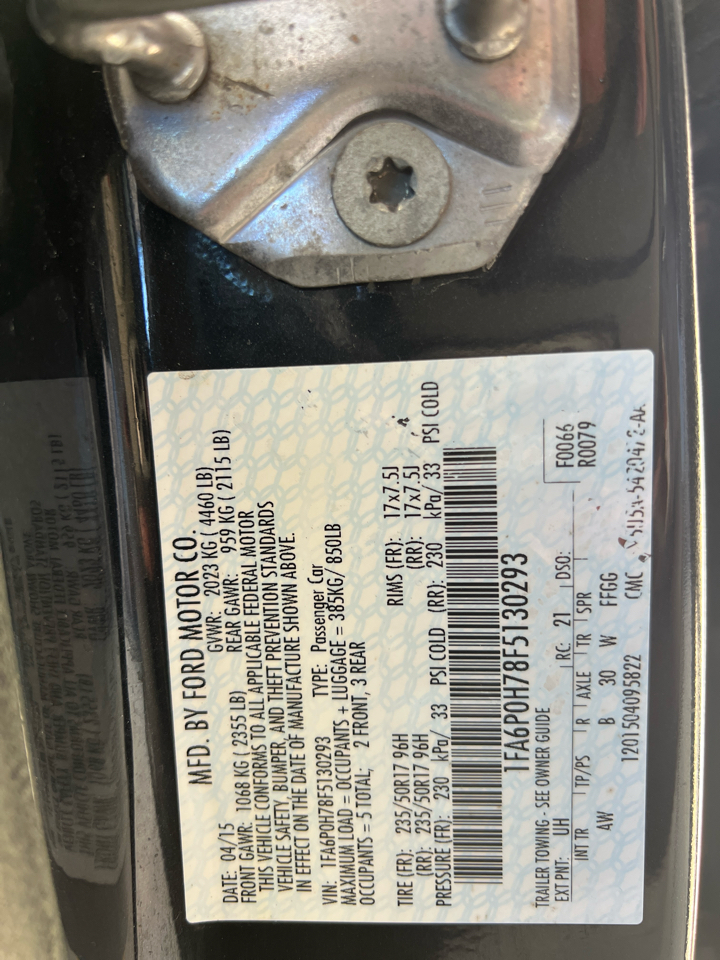 MFD. BY FORD MOTOR CO.
DATE: 04/15 GVWR: 2023 KG ( 4460 LB)
FRONT GAWR: 1068 KG ( 2355 LB) REAR GAWR: 959 KG ( 2115 LB)
THIS VEHICLE CONFORMS TO ALL APPLICABLE FEDERAL MOTOR
VEHICLE SAFETY, BUMPER, AND THEFT PREVENTION STANDARDS
IN EFFECT ON THE DATE OF MANUFACTURE SHOWN ABOVE.
VIN: 1FA6P0H78F5130293 TYPE: Passenger Car
MAXIMUM LOAD = OCCUPANTS + LUGGAGE = 385KG/ 850LB
OCCUPANTS = 5 TOTAL; 2 FRONT, 3 REAR
TIRE (FR): 235/50R17 96H RIMS (FR): 17x7.5J
(RR): 235/50R17 96H (RR): 17x7.5J
PRESSURE (FR): 230 kPa/ 33 PSI COLD (RR): 230 kPa/ 33 PSI COLD
1FA6P0H78F5130293
TRAILER TOWING - SEE OWNER GUIDE F0066
EXT PNT: UH RC: 21 DSO: R0079
INT TR TP/PS R AXLE TR SPR
AW B 30 W FFGG
1201504095822 CMC